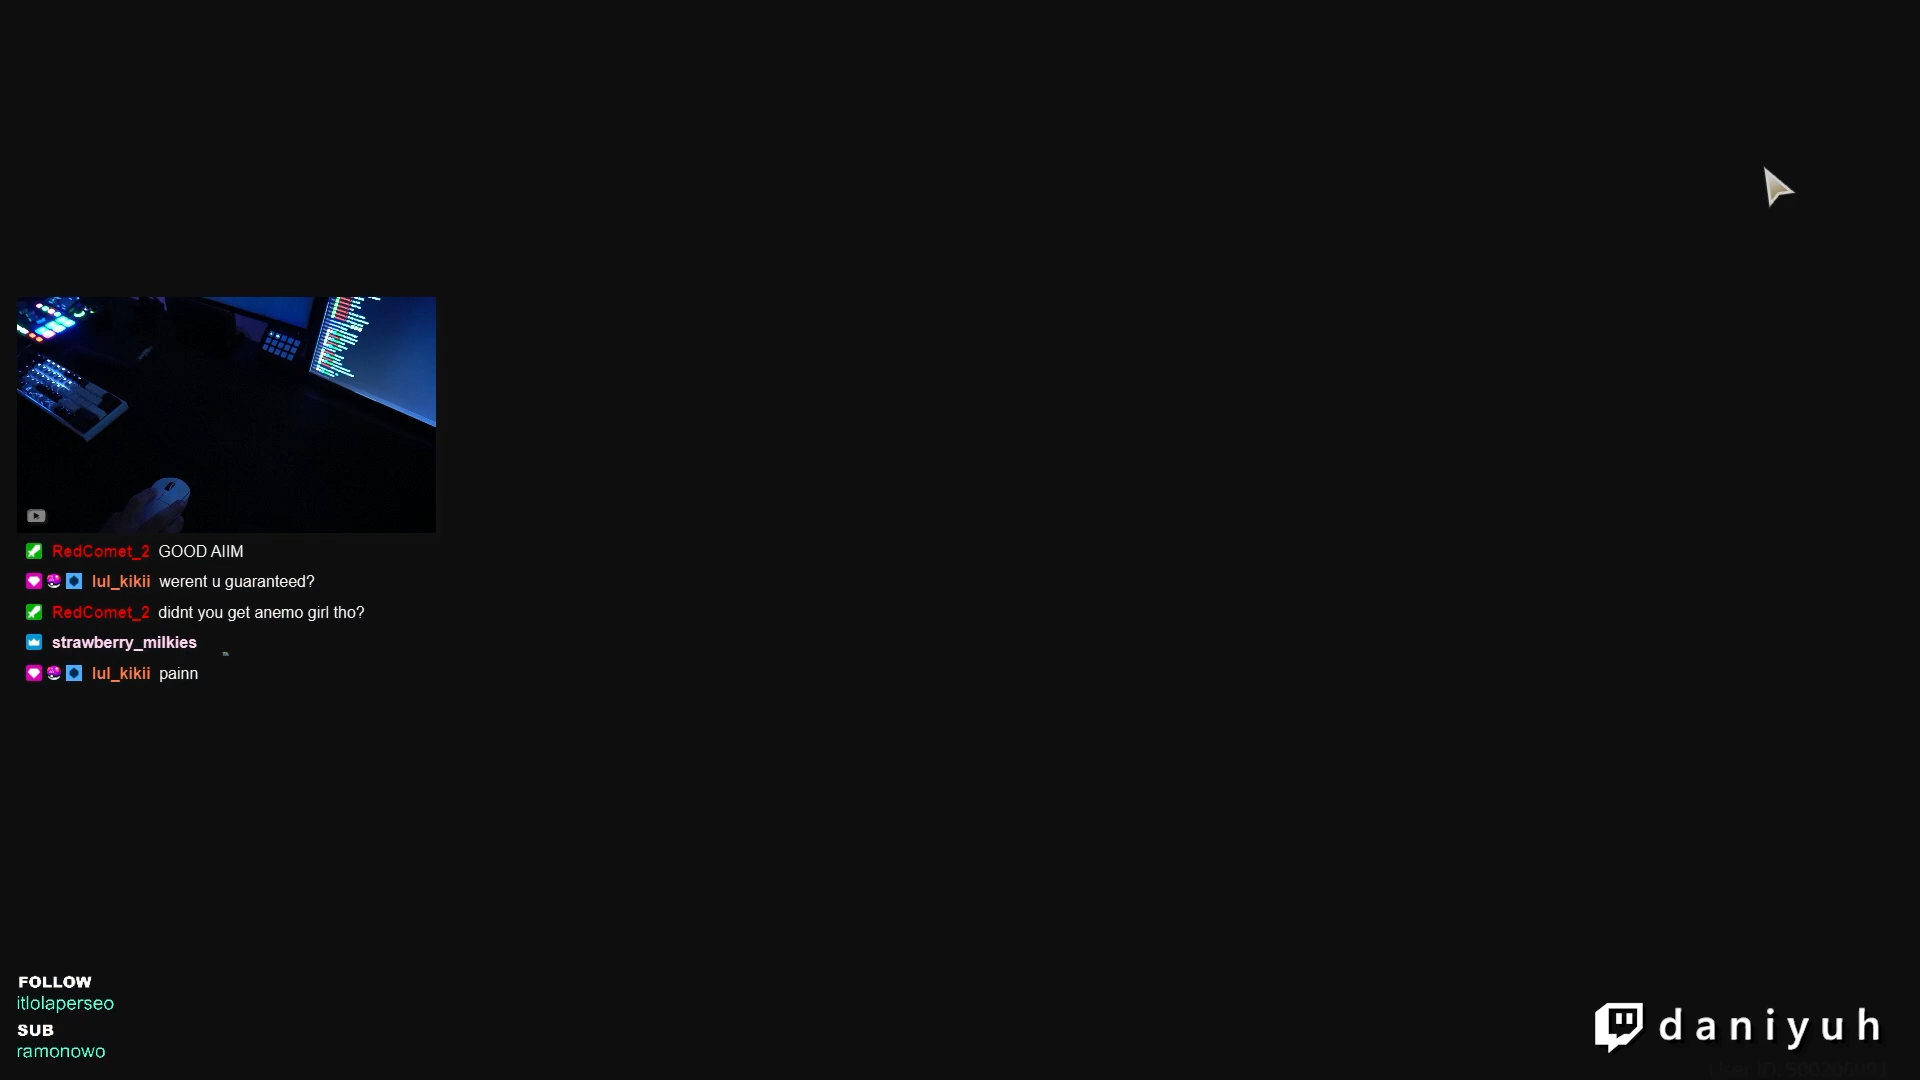 RedComet_2 GOOD AIIM
lul_kikii werent u guaranteed?
RedComet_2 didnt you get anemo girl tho?
strawberry_milkies
lul_kikii painn
FOLLOW
itlolaperseo
SUB
ramonowo
daniyuh